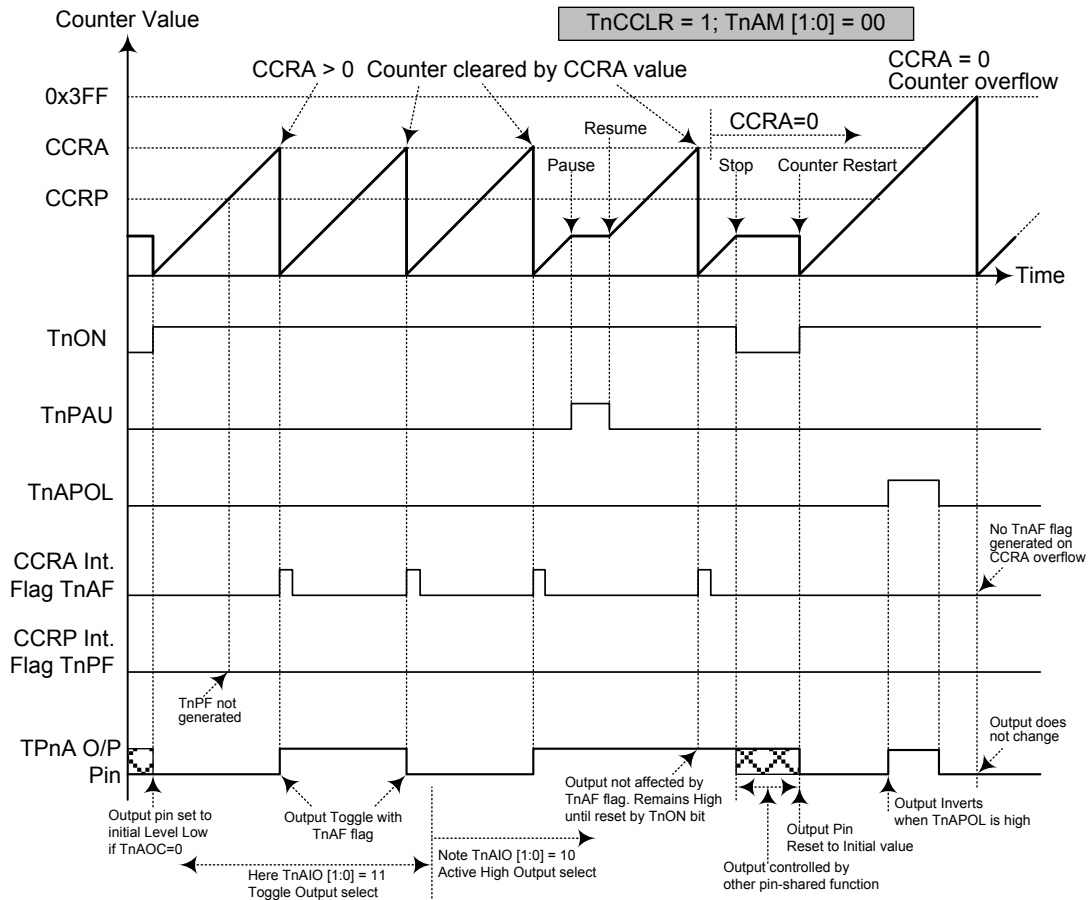 Counter Value
TnCCLR = 1; TnAM [1:0] = 00
CCRA > 0
Counter cleared by CCRA value
CCRA = 0
Counter overflow
0x3FF
CCRA
CCRP
Resume
CCRA=0
Pause
Stop
Counter Restart
Time
TnON
TnPAU
TnAPOL
CCRA Int.
Flag TnAF
No TnAF flag
generated on
CCRA overflow
CCRP Int.
Flag TnPF
TnPF not
generated
TPnA O/P
Pin
Output does
not change
Output pin set to
initial Level Low
if TnAOC=0
Output Toggle with
TnAF flag
Output not affected by
TnAF flag. Remains High
until reset by TnON bit
Output Pin
Reset to Initial value
Output Inverts
when TnAPOL is high
Here TnAIO [1:0] = 11
Toggle Output select
Note TnAIO [1:0] = 10
Active High Output select
Output controlled by
other pin-shared function